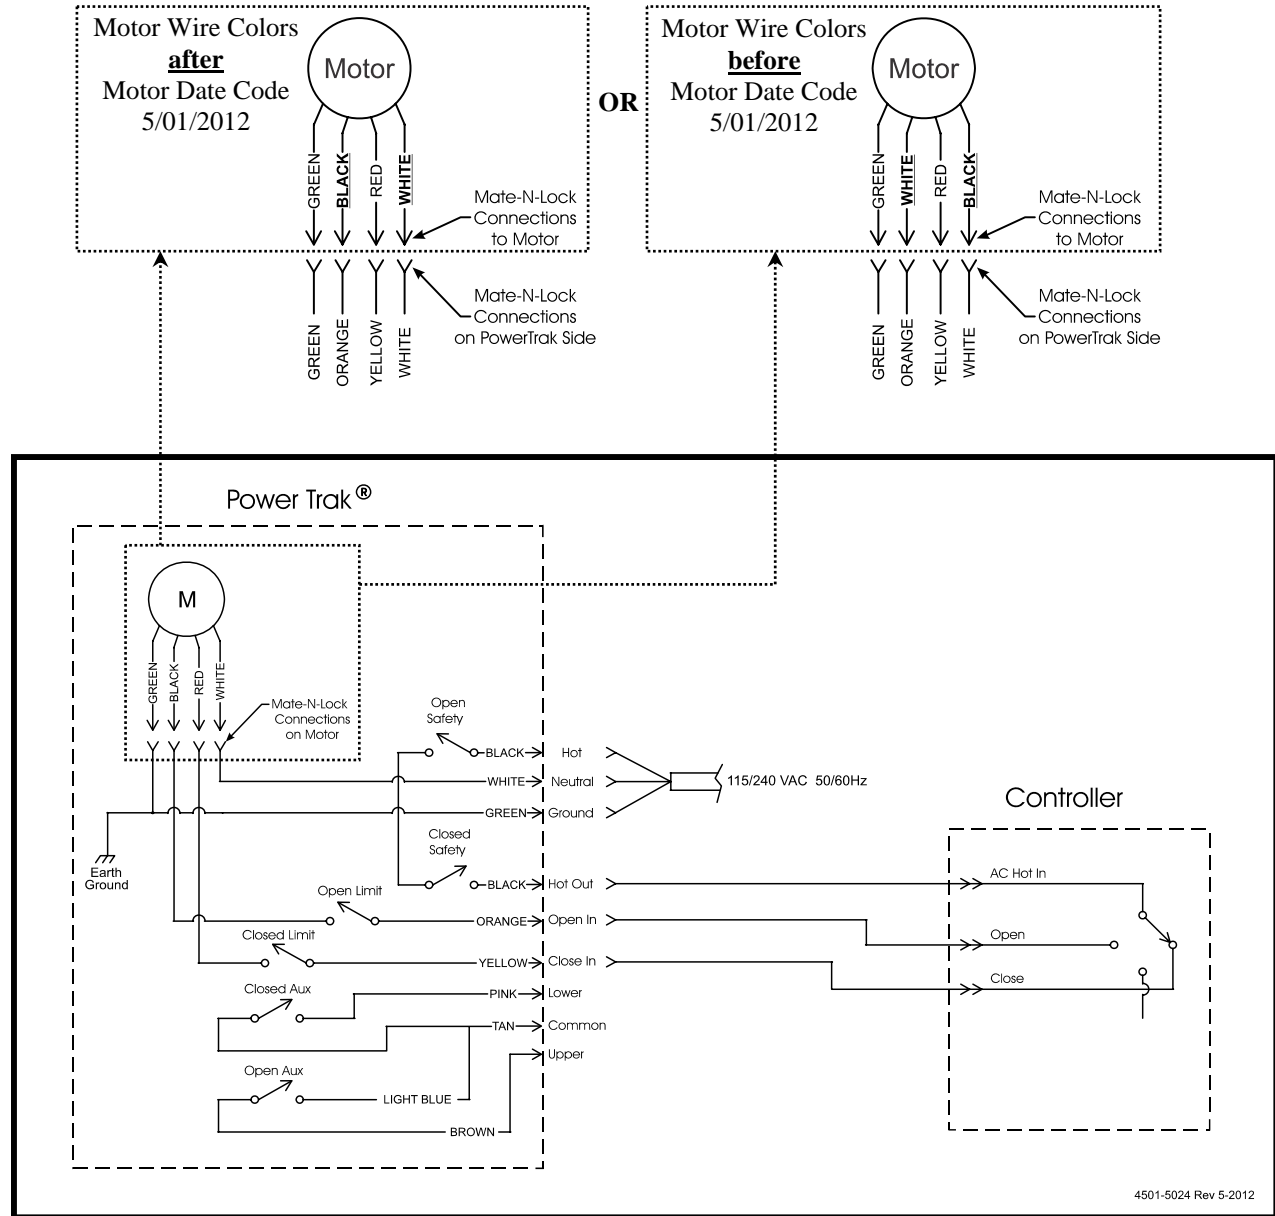 Motor Wire Colors
after
Motor Date Code
5/01/2012
Motor
GREEN
BLACK
RED
WHITE
Mate-N-Lock
Connections
to Motor
Mate-N-Lock
Connections
on PowerTrak Side
GREEN
ORANGE
YELLOW
WHITE
OR
Motor Wire Colors
before
Motor Date Code
5/01/2012
Motor
GREEN
WHITE
RED
BLACK
Mate-N-Lock
Connections
to Motor
Mate-N-Lock
Connections
on PowerTrak Side
GREEN
ORANGE
YELLOW
WHITE
Power Trak®
M
GREEN
BLACK
RED
WHITE
Mate-N-Lock
Connections
on Motor
Open
Safety
BLACK
Hot
WHITE
Neutral
115/240 VAC 50/60Hz
GREEN
Ground
Earth
Ground
Closed
Safety
BLACK
Hot Out
Open Limit
ORANGE
Open In
Closed Limit
YELLOW
Close In
Closed Aux
PINK
Lower
TAN
Common
Upper
Open Aux
LIGHT BLUE
BROWN
Controller
AC Hot In
Open
Close
4501-5024 Rev 5-2012